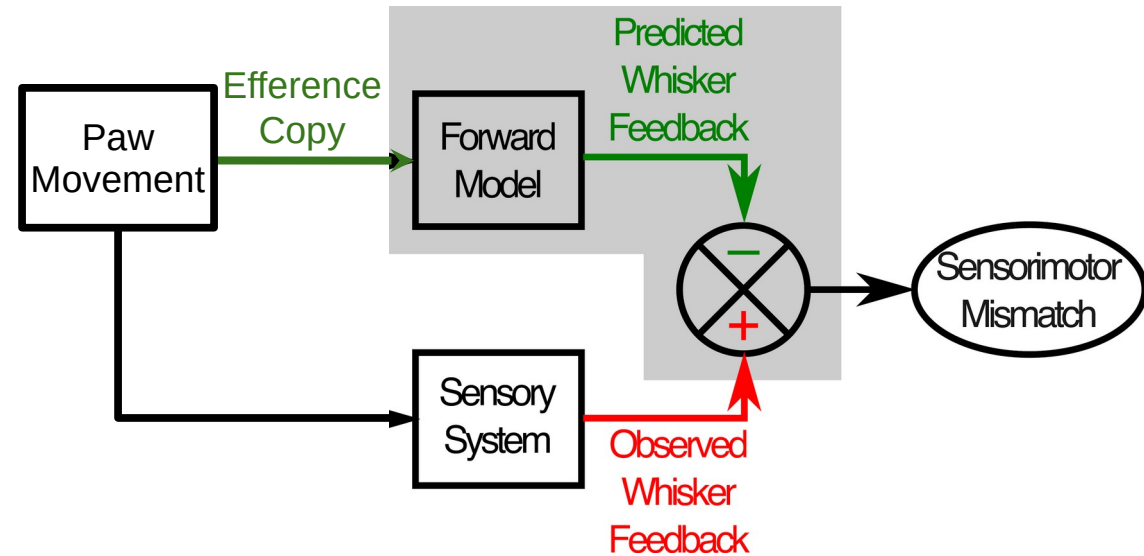 Paw
Movement
Efference
Copy
Forward
Model
Predicted
Whisker
Feedback
−
+
Sensorimotor
Mismatch
Sensory
System
Observed
Whisker
Feedback